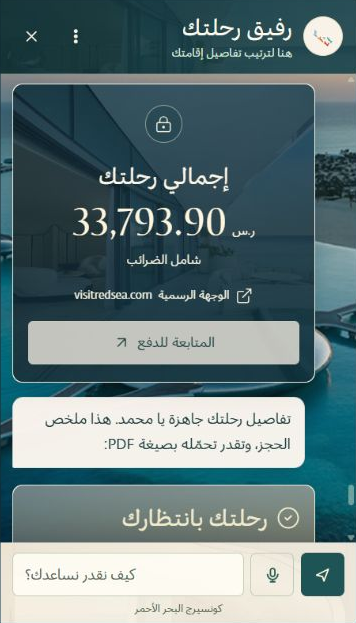 رفيق رحلتك
هنا لترتيب تفاصيل إقامتك
إجمالي رحلتك
33,793.90 ر.س
شامل الضرائب
الوجهة الرسمية visitredsea.com
المتابعة للدفع
تفاصيل رحلتك جاهزة يا محمد. هذا ملخص
الحجز، وتقدر تحمّله بصيغة PDF:
رحلتك بانتظارك
كيف نقدر نساعدك؟
كونسيرج البحر الأحمر